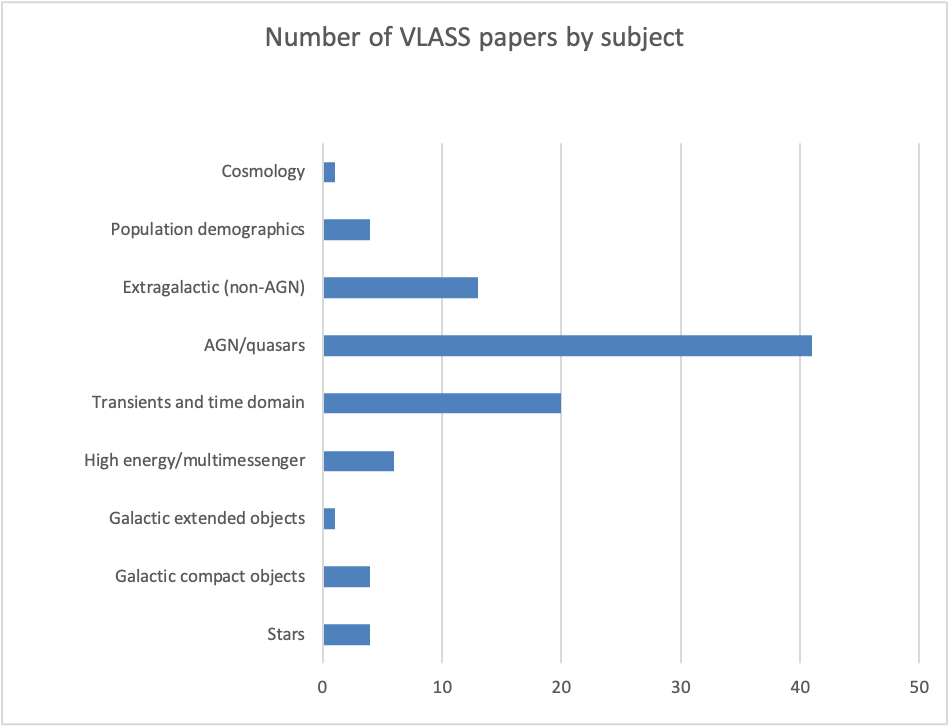 Number of VLASS papers by subject
Cosmology
Population demographics
Extragalactic (non-AGN)
AGN/quasars
Transients and time domain
High energy/multimessenger
Galactic extended objects
Galactic compact objects
Stars
0 10 20 30 40 50